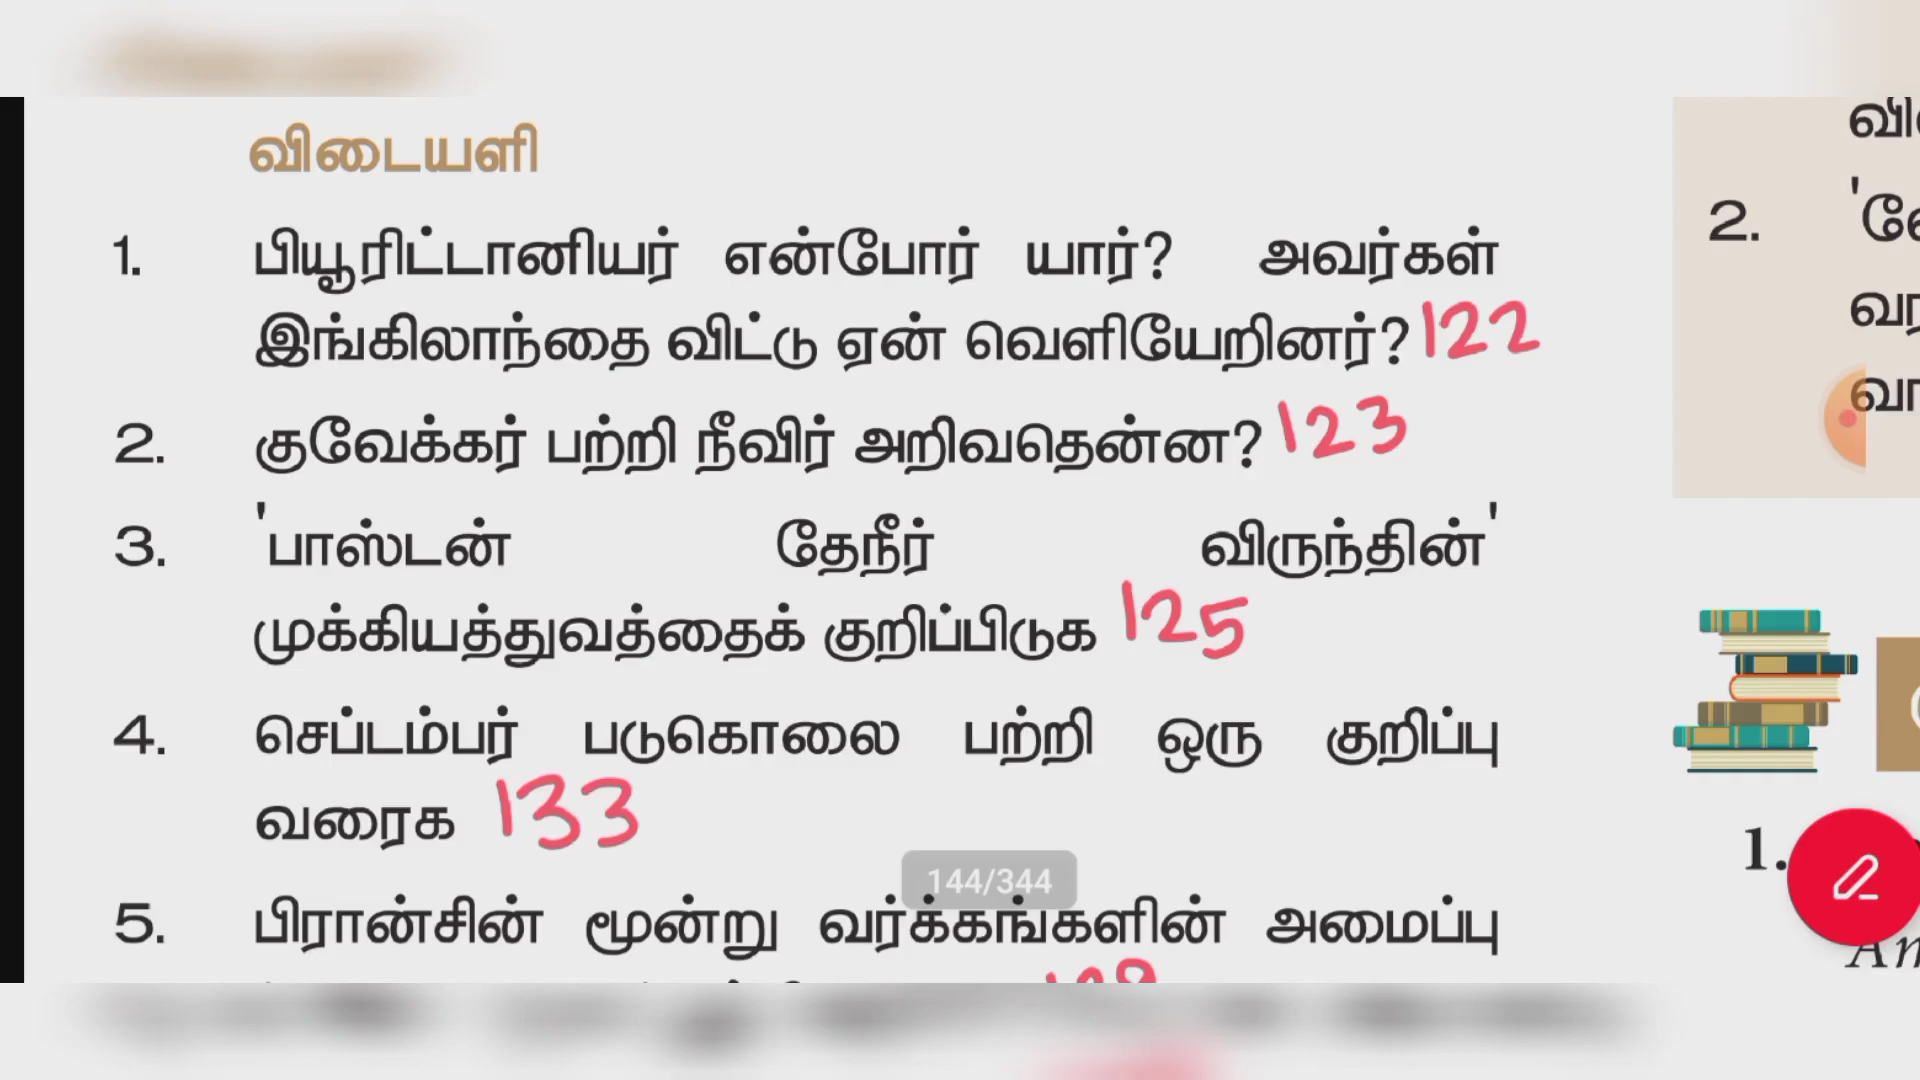 விடையளி
1. பியூரிட்டானியர் என்போர் யார்? அவர்கள்
இங்கிலாந்தை விட்டு ஏன் வெளியேறினர்? 122
2. குவேக்கர் பற்றி நீவிர் அறிவதென்ன? 123
3. 'பாஸ்டன் தேநீர் விருந்தின்'
முக்கியத்துவத்தைக் குறிப்பிடுக 125
4. செப்டம்பர் படுகொலை பற்றி ஒரு குறிப்பு
வரைக 133
144/344
5. பிரான்சின் மூன்று வர்க்கங்களின் அமைப்பு
2.
1.